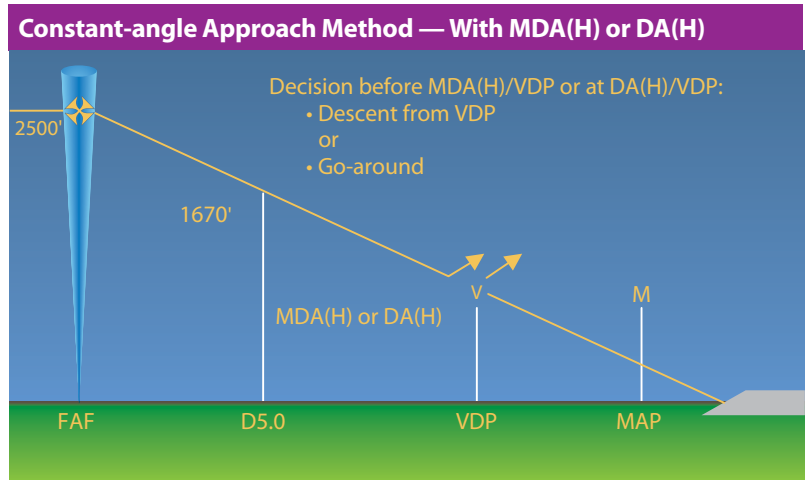 Constant-angle Approach Method — With MDA(H) or DA(H)
Decision before MDA(H)/VDP or at DA(H)/VDP:
• Descent from VDP
or
• Go-around
2500'
1670'
V
M
MDA(H) or DA(H)
FAF
D5.0
VDP
MAP